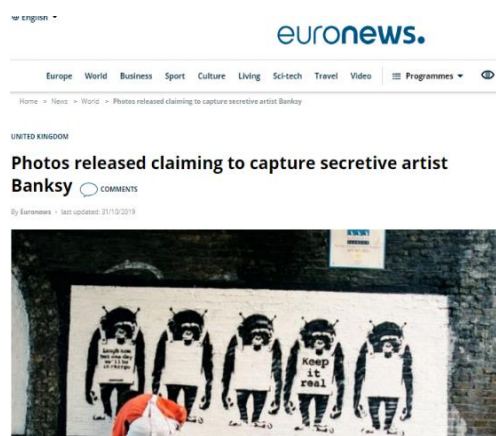 English
euronews.
Europe World Business Sport Culture Living Sci-tech Travel Video Programmes
Home > News > World > Photos released claiming to capture secretive artist Banksy
UNITED KINGDOM
Photos released claiming to capture secretive artist
Banksy COMMENTS
By Euronews • last updated: 31/10/2019
Keep
it
real